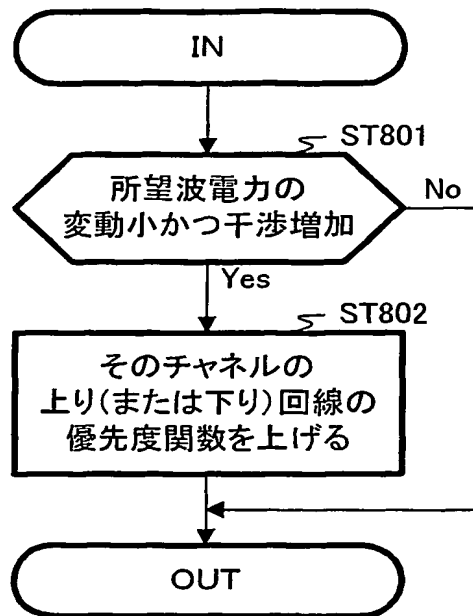 IN
ST801
所望波電力の
変動小かつ干渉増加
No
Yes
ST802
そのチャネルの
上り(または下り)回線の
優先度関数を上げる
OUT